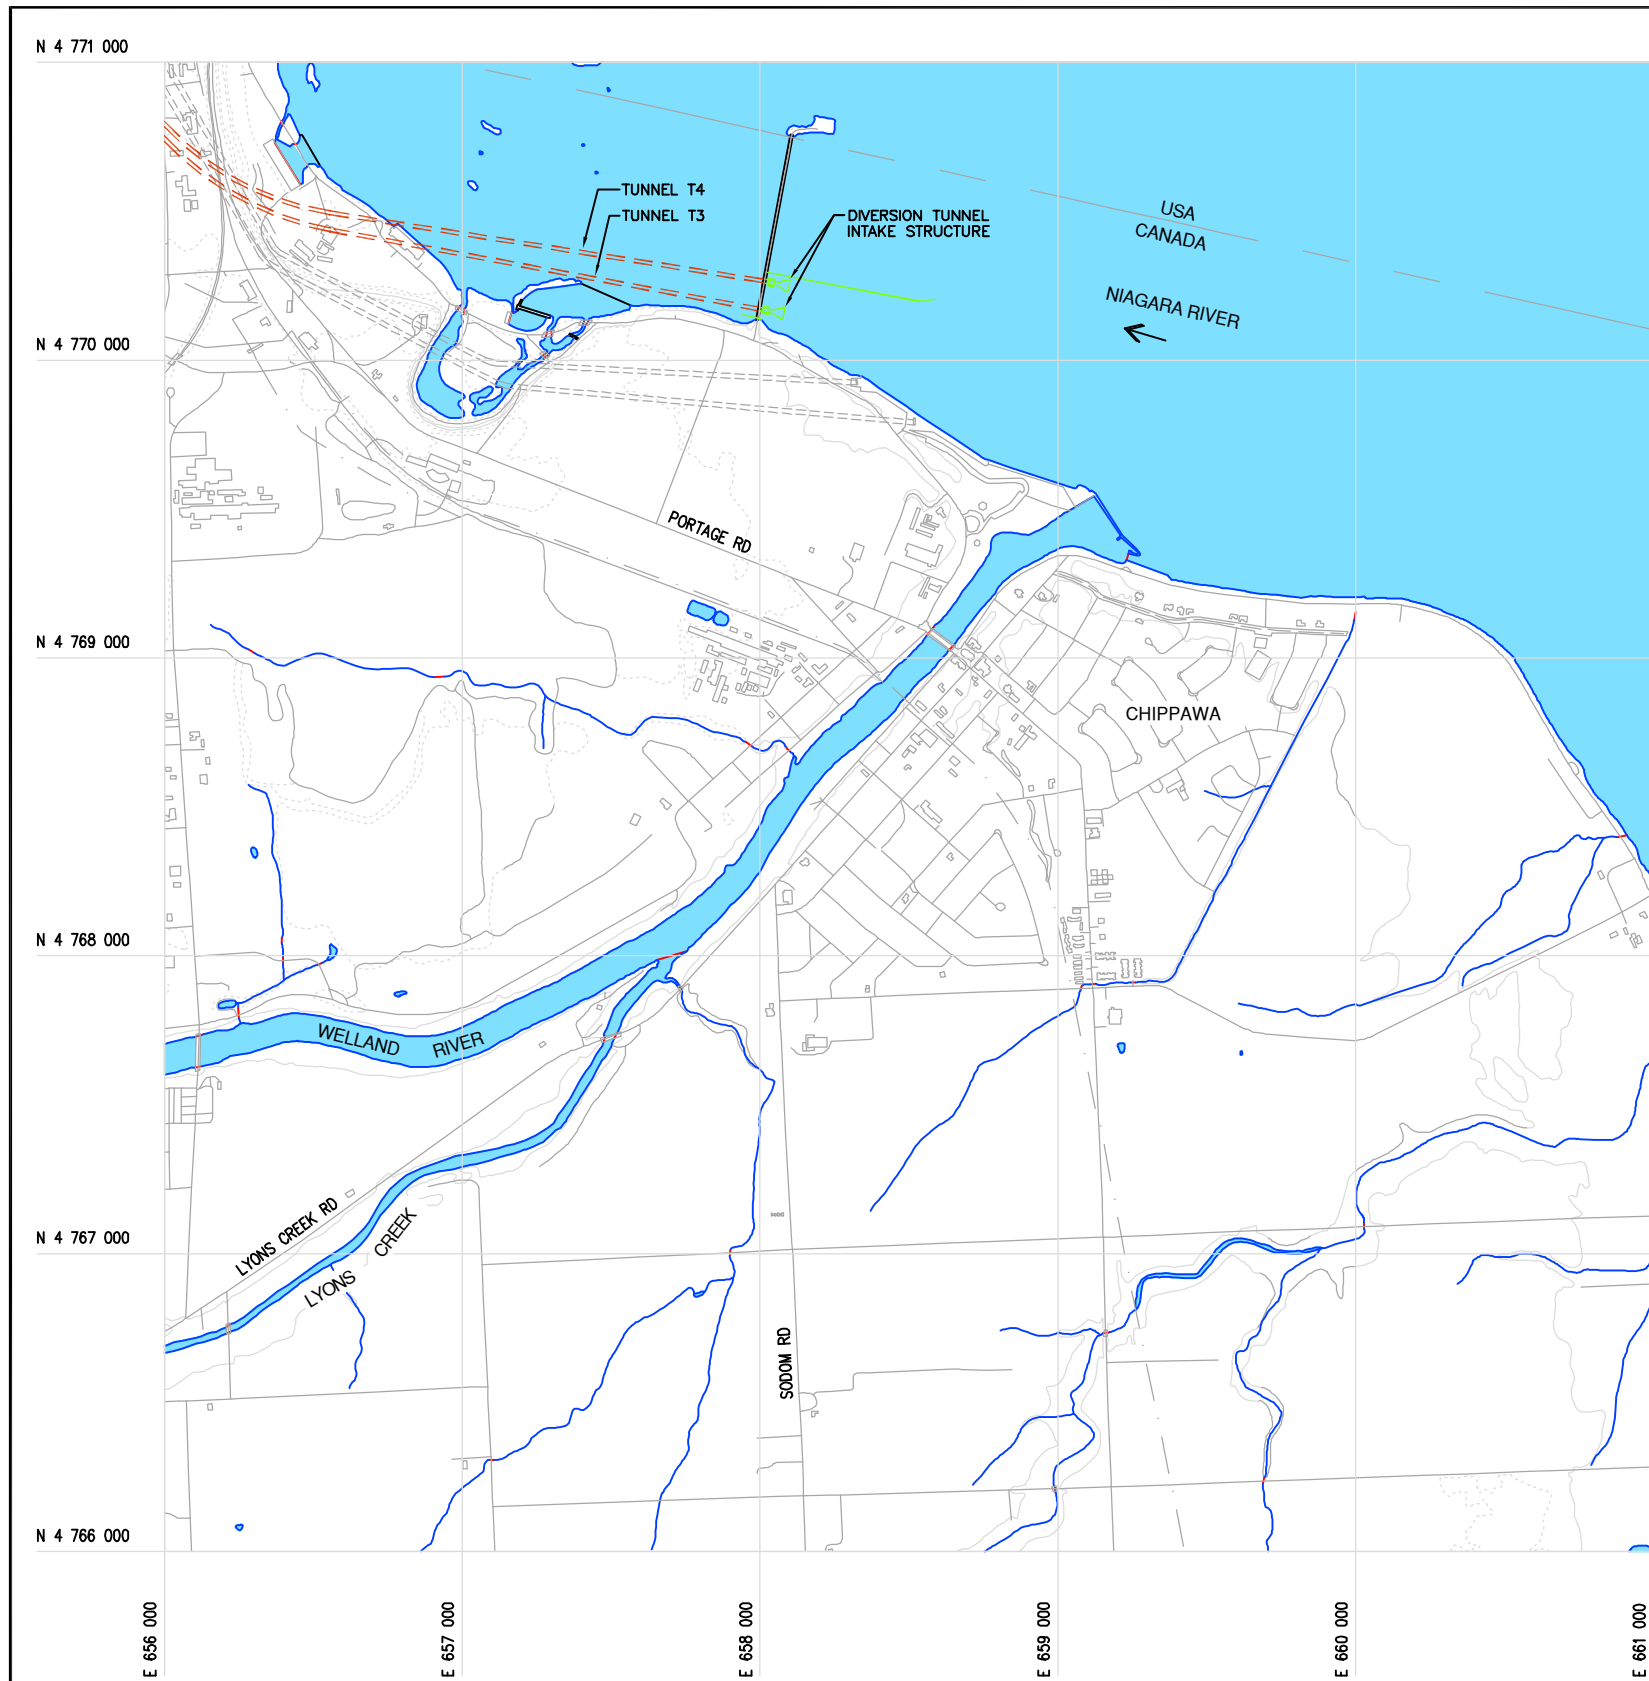 N 4 771 000
TUNNEL T4
TUNNEL T3
DIVERSION TUNNEL
INTAKE STRUCTURE
USA
CANADA
NIAGARA RIVER
N 4 770 000
PORTAGE RD
N 4 769 000
CHIPPAWA
N 4 768 000
WELLAND RIVER
N 4 767 000
LYONS CREEK RD
LYONS CREEK
SODOM RD
N 4 766 000
E 656 000
E 657 000
E 658 000
E 659 000
E 660 000
E 661 000